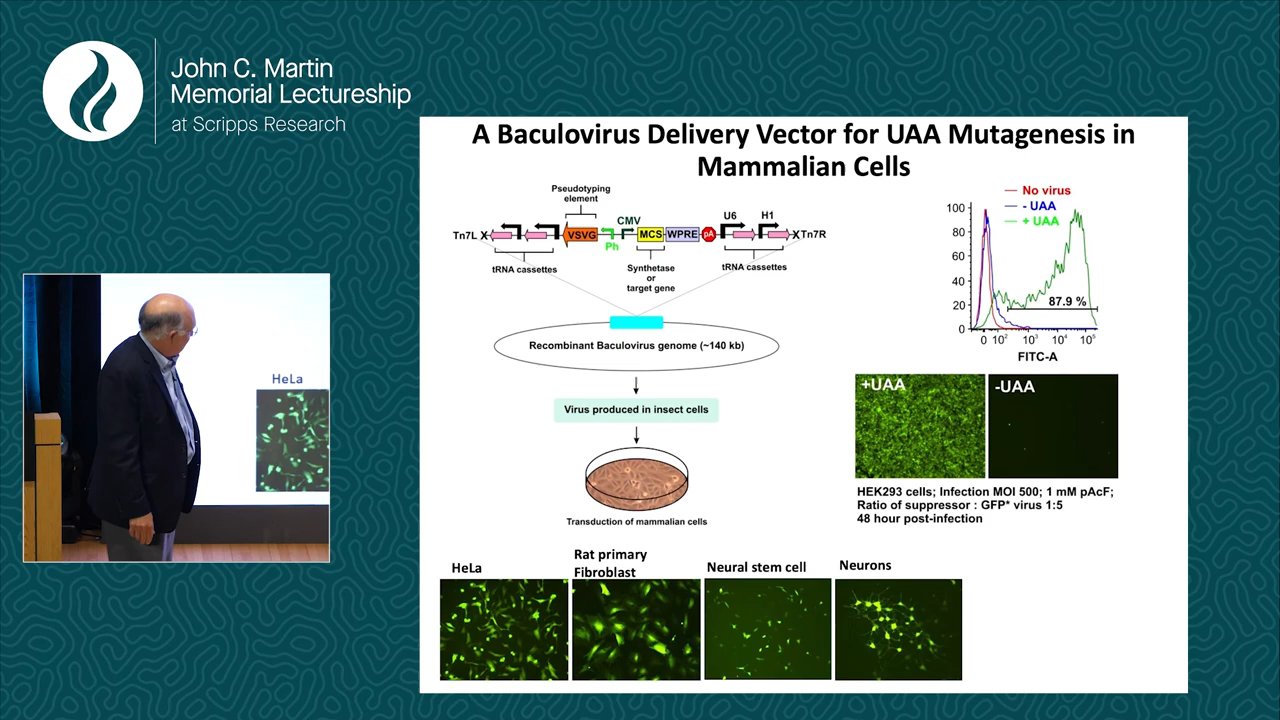 John C. Martin
Memorial Lectureship
at Scripps Research
A Baculovirus Delivery Vector for UAA Mutagenesis in
Mammalian Cells
Pseudotyping
element
Tn7L X
VSVG
Ph
CMV
MCS
WPRE
pA
U6
H1
XTn7R
tRNA cassettes
Synthetase
or
target gene
tRNA cassettes
Recombinant Baculovirus genome (~140 kb)
Virus produced in insect cells
Transduction of mammalian cells
No virus
- UAA
+ UAA
100
80
60
40
20
0
87.9 %
0 10² 10³ 10⁴ 10⁵
FITC-A
+UAA
-UAA
HEK293 cells; Infection MOI 500; 1 mM pAcF;
Ratio of suppressor : GFP* virus 1:5
48 hour post-infection
HeLa
Rat primary
Fibroblast
Neural stem cell
Neurons
HeLa